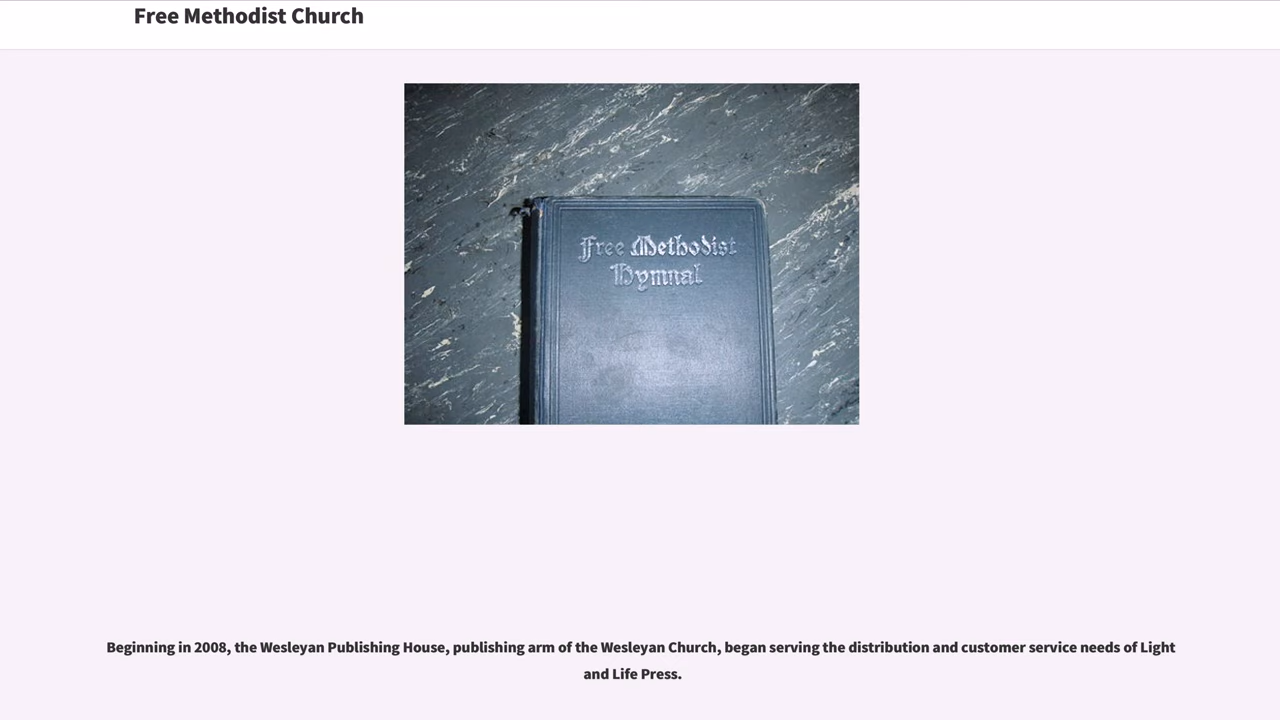 Free Methodist Church
Free Methodist
Hymnal
Beginning in 2008, the Wesleyan Publishing House, publishing arm of the Wesleyan Church, began serving the distribution and customer service needs of Light
and Life Press.